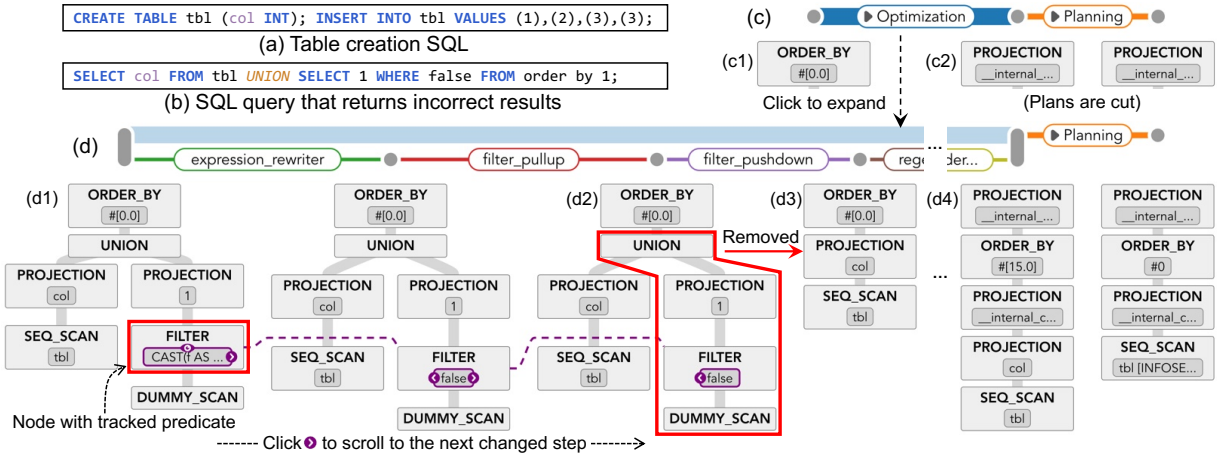 CREATE TABLE tbl (col INT); INSERT INTO tbl VALUES (1),(2),(3),(3);
(a) Table creation SQL
SELECT col FROM tbl UNION SELECT 1 WHERE false FROM order by 1;
(b) SQL query that returns incorrect results
(c)
Optimization
Planning
(c1)
ORDER_BY
#[0.0]
Click to expand
(c2)
PROJECTION
__internal_...
PROJECTION
__internal_...
(Plans are cut)
(d)
expression_rewriter
filter_pullup
filter_pushdown
...
Planning
(d1)
ORDER_BY
#[0.0]
UNION
PROJECTION
col
PROJECTION
1
SEQ_SCAN
tbl
FILTER
CAST(f AS ...
DUMMY_SCAN
Node with tracked predicate
ORDER_BY
#[0.0]
UNION
PROJECTION
col
PROJECTION
1
SEQ_SCAN
tbl
FILTER
false
DUMMY_SCAN
Click to scroll to the next changed step
(d2)
ORDER_BY
#[0.0]
UNION
PROJECTION
col
PROJECTION
1
SEQ_SCAN
tbl
FILTER
false
DUMMY_SCAN
Removed
(d3)
ORDER_BY
#[0.0]
PROJECTION
col
SEQ_SCAN
tbl
...
(d4)
PROJECTION
__internal_...
ORDER_BY
#[15.0]
PROJECTION
__internal_c...
PROJECTION
col
SEQ_SCAN
tbl
PROJECTION
__internal_...
ORDER_BY
#0
PROJECTION
__internal_c...
SEQ_SCAN
tbl [INFOSE...